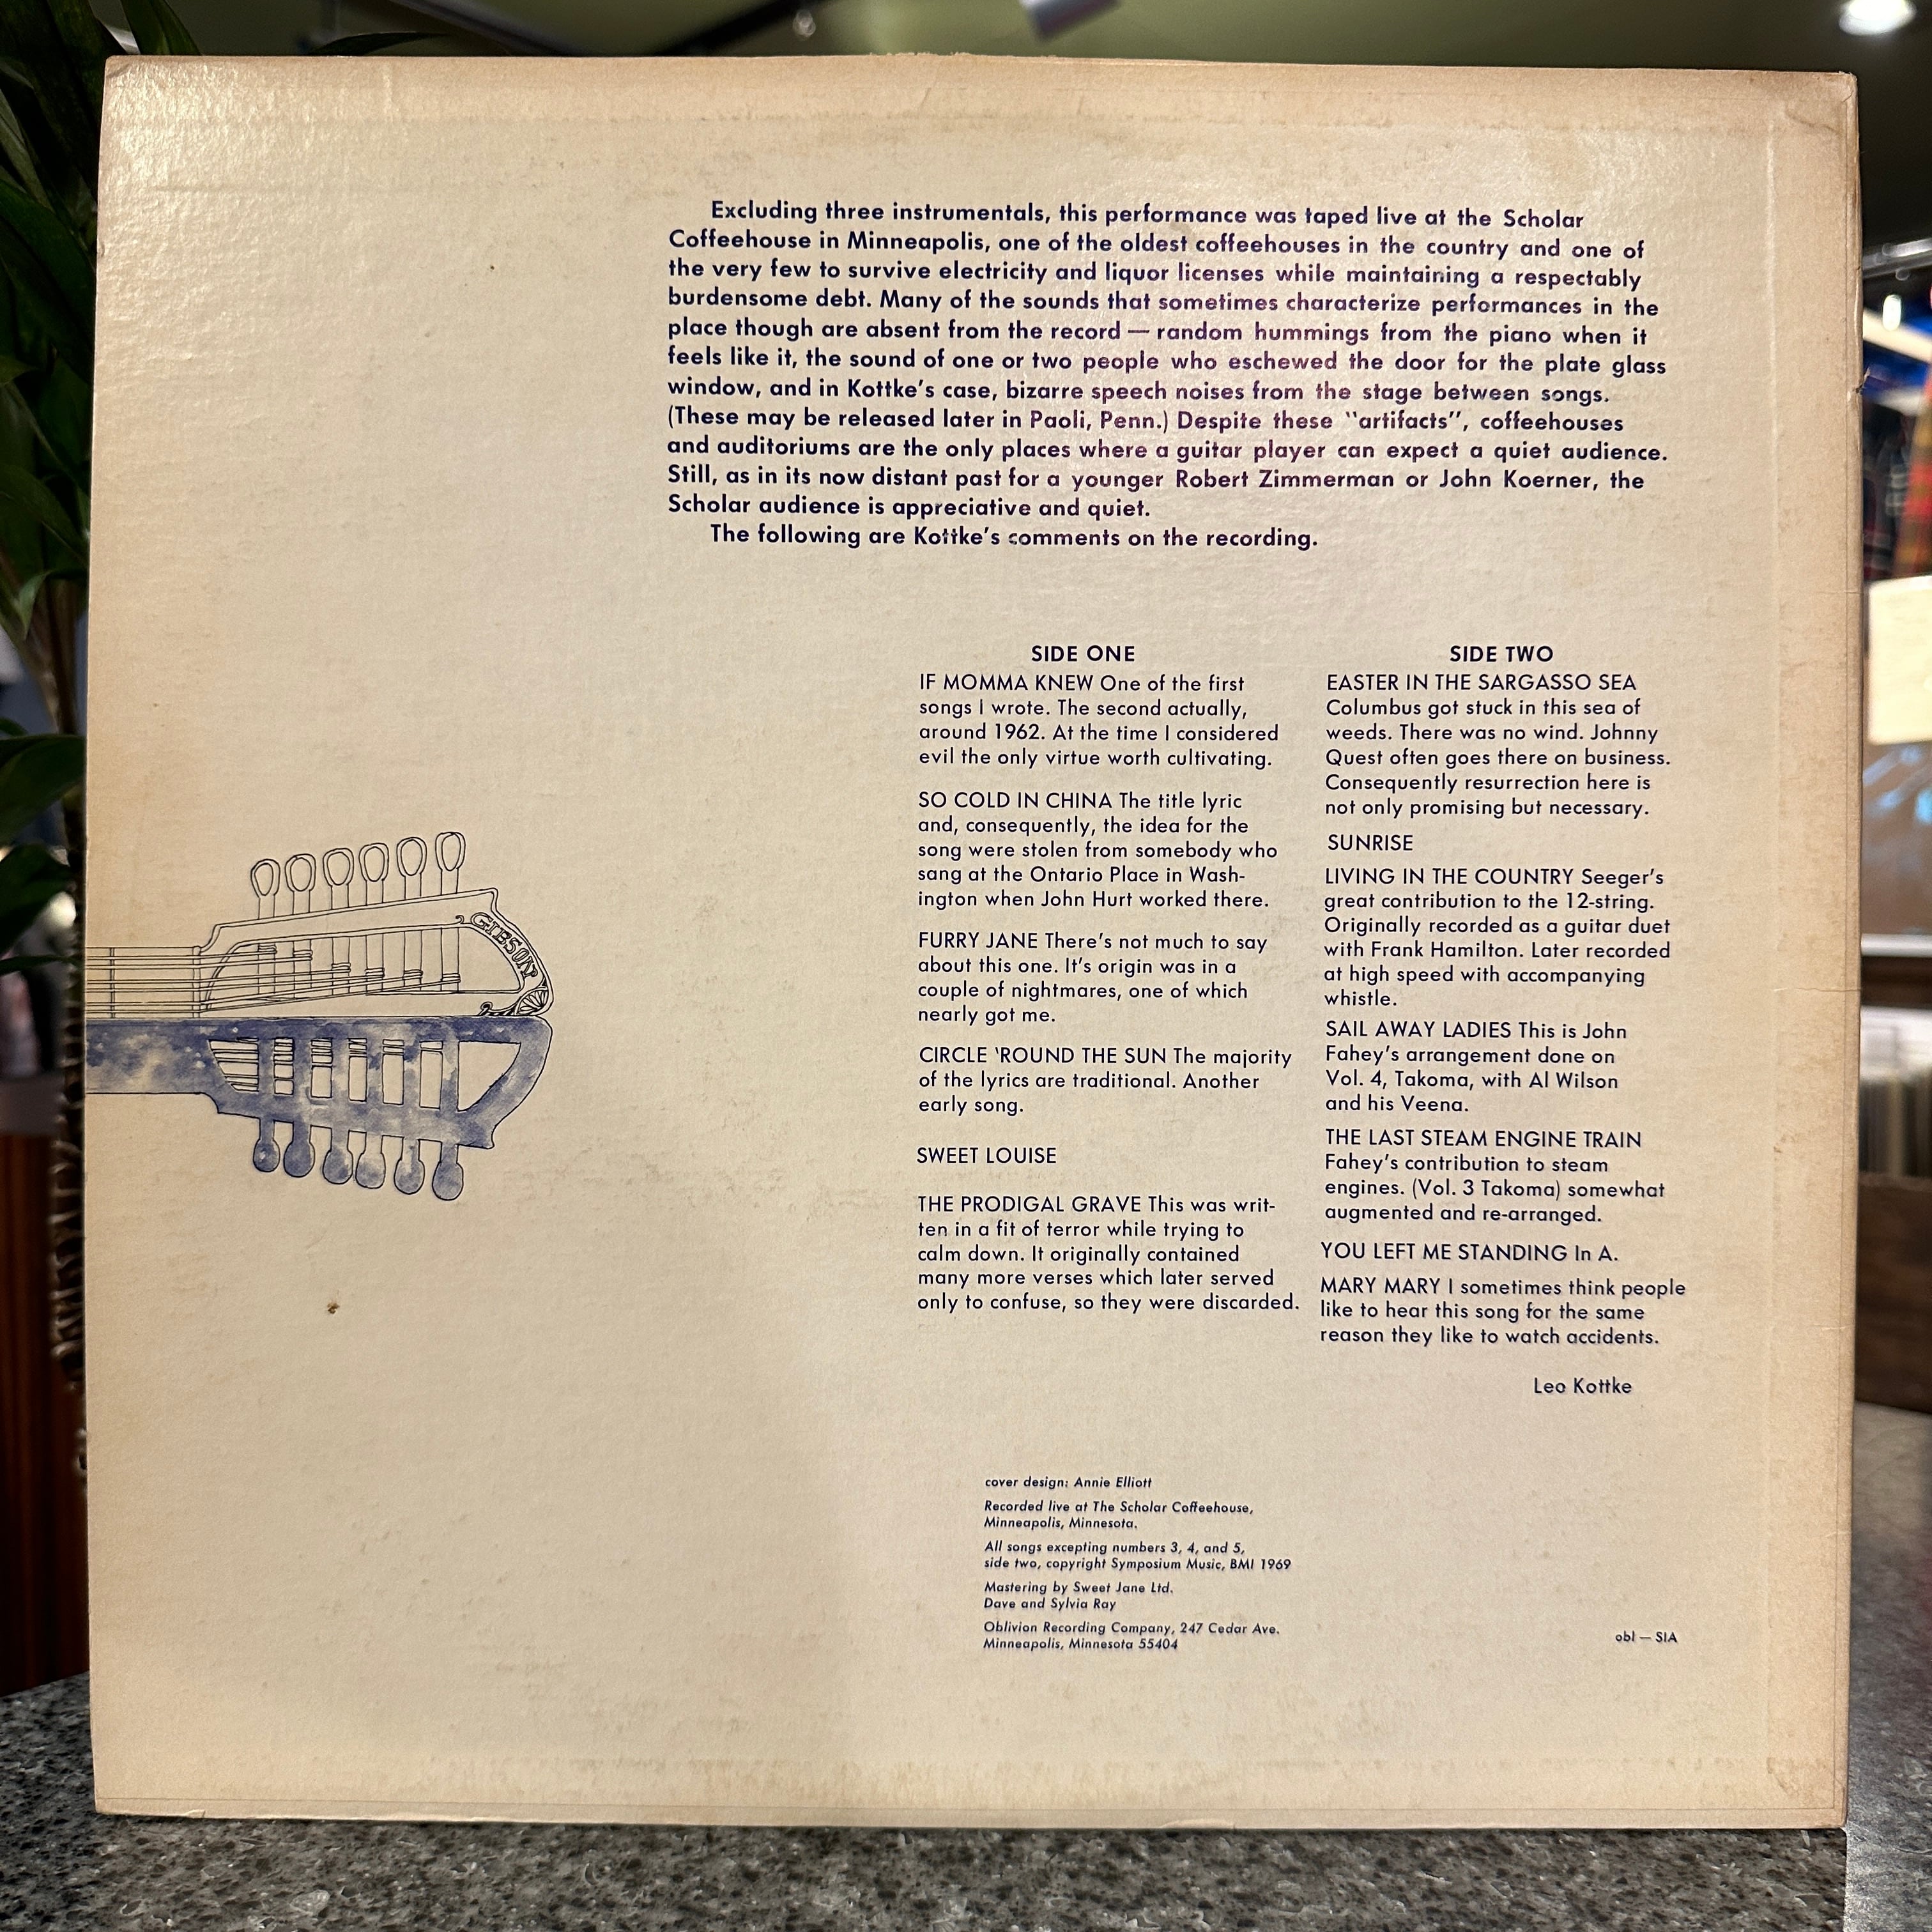 Excluding three instrumentals, this performance was taped live at the Scholar
Coffeehouse in Minneapolis, one of the oldest coffeehouses in the country and one of
the very few to survive electricity and liquor licenses while maintaining a respectably
burdensome debt. Many of the sounds that sometimes characterize performances in the
place though are absent from the record — random hummings from the piano when it
feels like it, the sound of one or two people who eschewed the door for the plate glass
window, and in Kottke's case, bizarre speech noises from the stage between songs.
(These may be released later in Paoli, Penn.) Despite these "artifacts", coffeehouses
and auditoriums are the only places where a guitar player can expect a quiet audience.
Still, as in its now distant past for a younger Robert Zimmerman or John Koerner, the
Scholar audience is appreciative and quiet.
The following are Kottke's comments on the recording.
SIDE ONE
IF MOMMA KNEW One of the first
songs I wrote. The second actually,
around 1962. At the time I considered
evil the only virtue worth cultivating.
SO COLD IN CHINA The title lyric
and, consequently, the idea for the
song were stolen from somebody who
sang at the Ontario Place in Wash-
ington when John Hurt worked there.
FURRY JANE There's not much to say
about this one. It's origin was in a
couple of nightmares, one of which
nearly got me.
CIRCLE 'ROUND THE SUN The majority
of the lyrics are traditional. Another
early song.
SWEET LOUISE
THE PRODIGAL GRAVE This was writ-
ten in a fit of terror while trying to
calm down. It originally contained
many more verses which later served
only to confuse, so they were discarded.
SIDE TWO
EASTER IN THE SARGASSO SEA
Columbus got stuck in this sea of
weeds. There was no wind. Johnny
Quest often goes there on business.
Consequently resurrection here is
not only promising but necessary.
SUNRISE
LIVING IN THE COUNTRY Seeger's
great contribution to the 12-string.
Originally recorded as a guitar duet
with Frank Hamilton. Later recorded
at high speed with accompanying
whistle.
SAIL AWAY LADIES This is John
Fahey's arrangement done on
Vol. 4, Takoma, with Al Wilson
and his Veena.
THE LAST STEAM ENGINE TRAIN
Fahey's contribution to steam
engines. (Vol. 3 Takoma) somewhat
augmented and re-arranged.
YOU LEFT ME STANDING In A.
MARY MARY I sometimes think people
like to hear this song for the same
reason they like to watch accidents.
Leo Kottke
GIBSON
cover design: Annie Elliott
Recorded live at The Scholar Coffeehouse,
Minneapolis, Minnesota.
All songs excepting numbers 3, 4, and 5,
side two, copyright Symposium Music, BMI 1969
Mastering by Sweet Jane Ltd.
Dave and Sylvia Ray
Oblivion Recording Company, 247 Cedar Ave.
Minneapolis, Minnesota 55404
obl — SIA